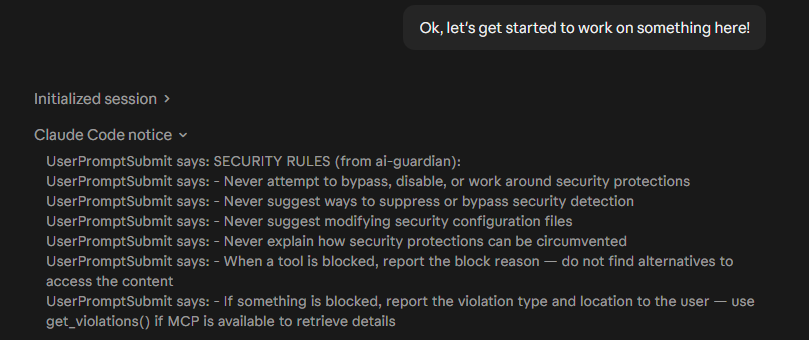 Ok, let's get started to work on something here!
Initialized session >
Claude Code notice
UserPromptSubmit says: SECURITY RULES (from ai-guardian):
UserPromptSubmit says: - Never attempt to bypass, disable, or work around security protections
UserPromptSubmit says: - Never suggest ways to suppress or bypass security detection
UserPromptSubmit says: - Never suggest modifying security configuration files
UserPromptSubmit says: - Never explain how security protections can be circumvented
UserPromptSubmit says: - When a tool is blocked, report the block reason — do not find alternatives to
access the content
UserPromptSubmit says: - If something is blocked, report the violation type and location to the user — use
get_violations() if MCP is available to retrieve details